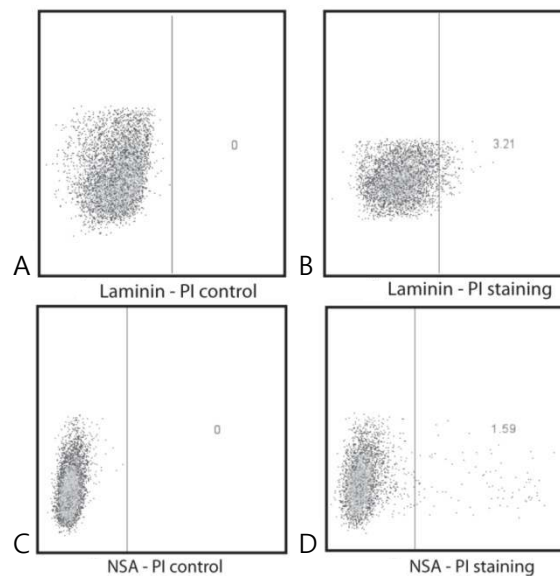 0
3.21
A
B
Laminin - PI control
Laminin - PI staining
0
1.59
C
D
NSA - PI control
NSA - PI staining